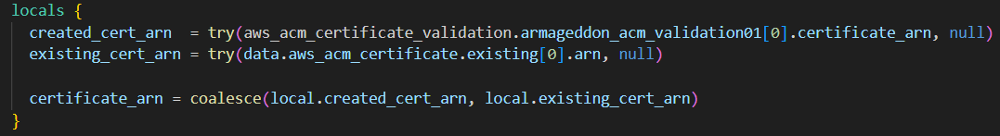 locals {
  created_cert_arn  = try(aws_acm_certificate_validation.armageddon_acm_validation01[0].certificate_arn, null)
  existing_cert_arn = try(data.aws_acm_certificate.existing[0].arn, null)

  certificate_arn = coalesce(local.created_cert_arn, local.existing_cert_arn)
}